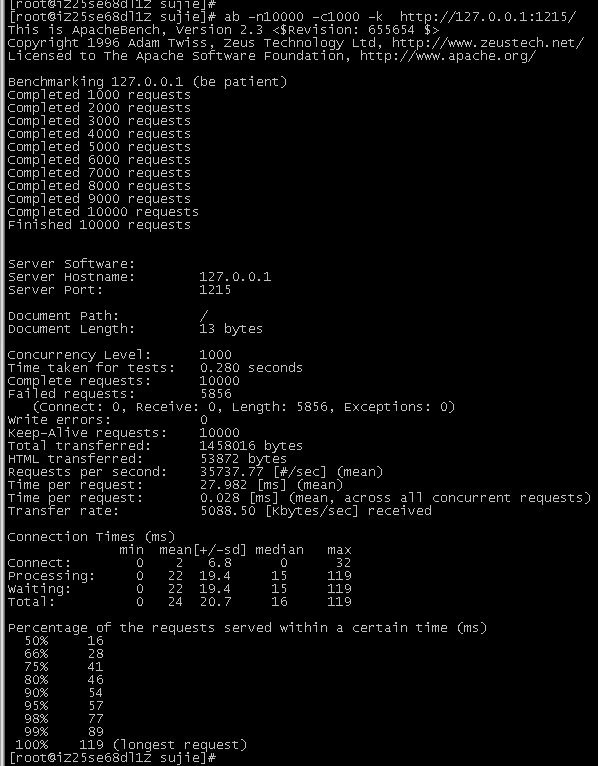 [root@iZ25se68dl1Z sujie]#
[root@iZ25se68dl1Z sujie]# ab -n10000 -c1000 -k  http://127.0.0.1:1215/
This is ApacheBench, Version 2.3 <$Revision: 655654 $>
Copyright 1996 Adam Twiss, Zeus Technology Ltd, http://www.zeustech.net/
Licensed to The Apache Software Foundation, http://www.apache.org/

Benchmarking 127.0.0.1 (be patient)
Completed 1000 requests
Completed 2000 requests
Completed 3000 requests
Completed 4000 requests
Completed 5000 requests
Completed 6000 requests
Completed 7000 requests
Completed 8000 requests
Completed 9000 requests
Completed 10000 requests
Finished 10000 requests


Server Software:
Server Hostname:        127.0.0.1
Server Port:            1215

Document Path:          /
Document Length:        13 bytes

Concurrency Level:      1000
Time taken for tests:   0.280 seconds
Complete requests:      10000
Failed requests:        5856
   (Connect: 0, Receive: 0, Length: 5856, Exceptions: 0)
Write errors:           0
Keep-Alive requests:    10000
Total transferred:      1458016 bytes
HTML transferred:       53872 bytes
Requests per second:    35737.77 [#/sec] (mean)
Time per request:       27.982 [ms] (mean)
Time per request:       0.028 [ms] (mean, across all concurrent requests)
Transfer rate:          5088.50 [Kbytes/sec] received

Connection Times (ms)
              min  mean[+/-sd] median   max
Connect:        0    2   6.8      0      32
Processing:     0   22  19.4     15     119
Waiting:        0   22  19.4     15     119
Total:          0   24  20.7     16     119

Percentage of the requests served within a certain time (ms)
  50%     16
  66%     28
  75%     41
  80%     46
  90%     54
  95%     57
  98%     77
  99%     89
 100%    119 (longest request)
[root@iZ25se68dl1Z sujie]#